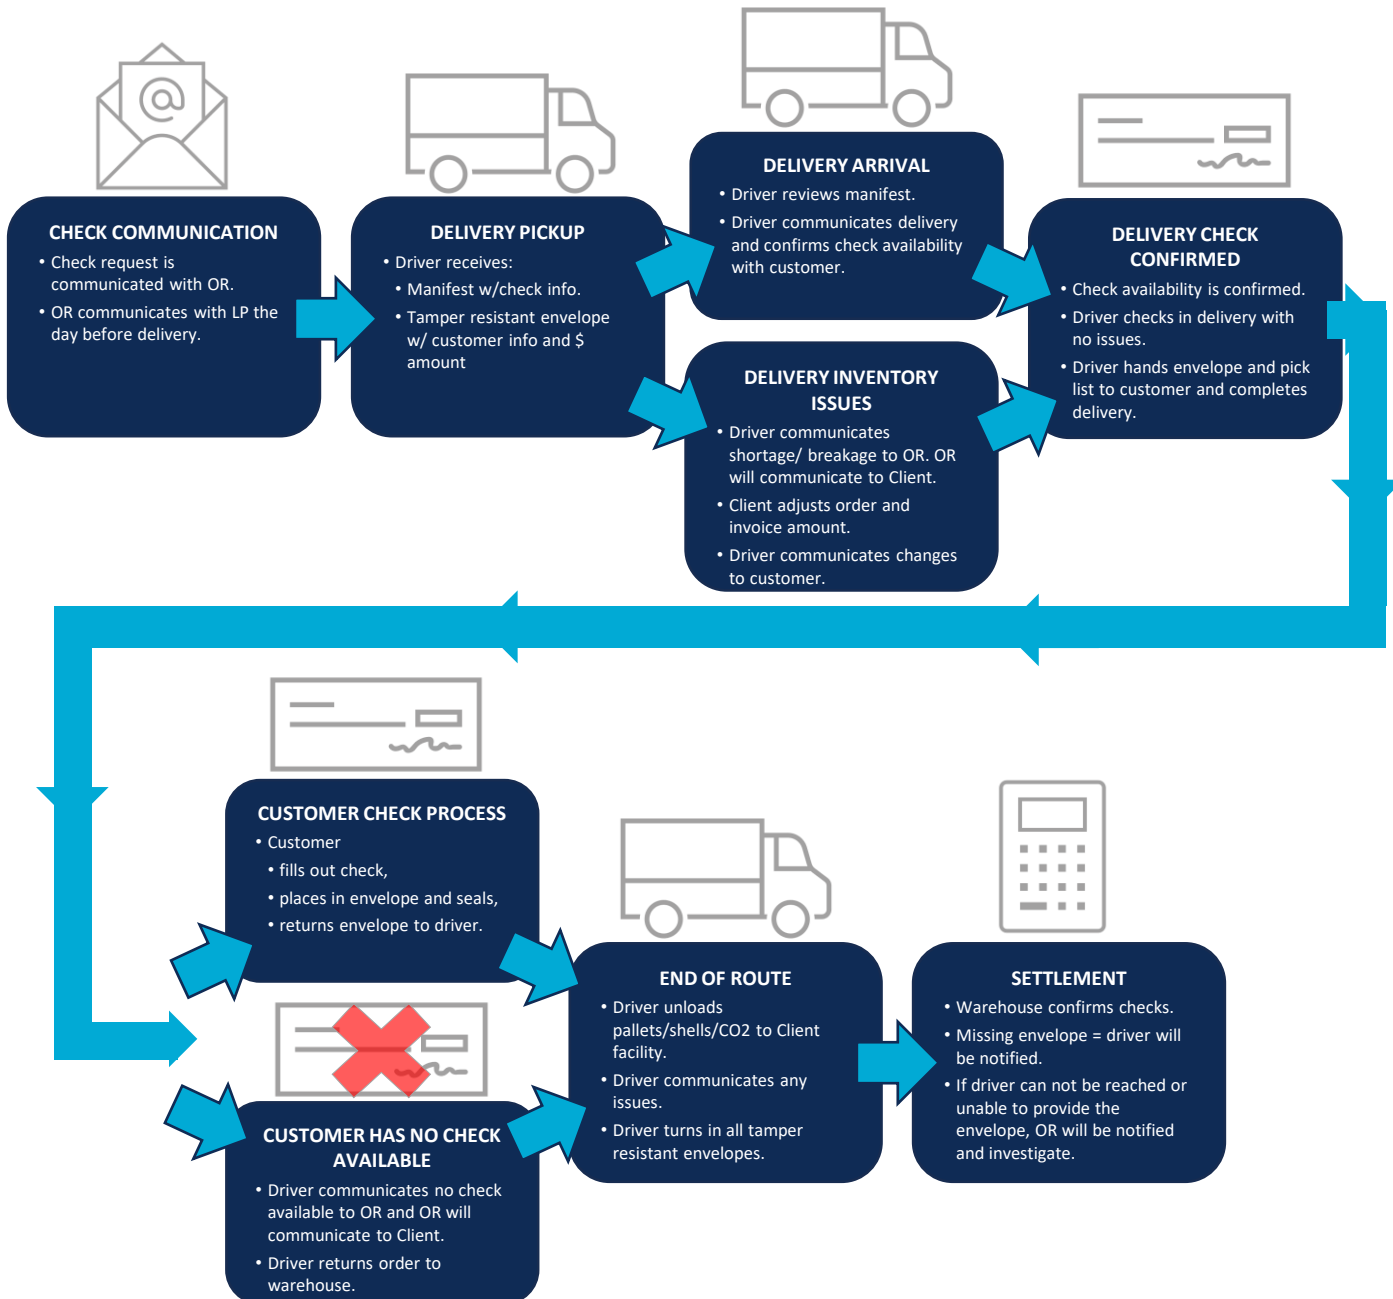 CHECK COMMUNICATION
• Check request is
communicated with OR.
• OR communicates with LP the
day before delivery.
DELIVERY PICKUP
• Driver receives:
• Manifest w/check info.
• Tamper resistant envelope
w/ customer info and $
amount
DELIVERY ARRIVAL
• Driver reviews manifest.
• Driver communicates delivery
and confirms check availability
with customer.
DELIVERY INVENTORY
ISSUES
• Driver communicates
shortage/ breakage to OR. OR
will communicate to Client.
• Client adjusts order and
invoice amount.
• Driver communicates changes
to customer.
DELIVERY CHECK
CONFIRMED
• Check availability is confirmed.
• Driver checks in delivery with
no issues.
• Driver hands envelope and pick
list to customer and completes
delivery.
CUSTOMER CHECK PROCESS
• Customer
• fills out check,
• places in envelope and seals,
• returns envelope to driver.
CUSTOMER HAS NO CHECK
AVAILABLE
• Driver communicates no check
available to OR and OR will
communicate to Client.
• Driver returns order to
warehouse.
END OF ROUTE
• Driver unloads
pallets/shells/CO2 to Client
facility.
• Driver communicates any
issues.
• Driver turns in all tamper
resistant envelopes.
SETTLEMENT
• Warehouse confirms checks.
• Missing envelope = driver will
be notified.
• If driver can not be reached or
unable to provide the
envelope, OR will be notified
and investigate.